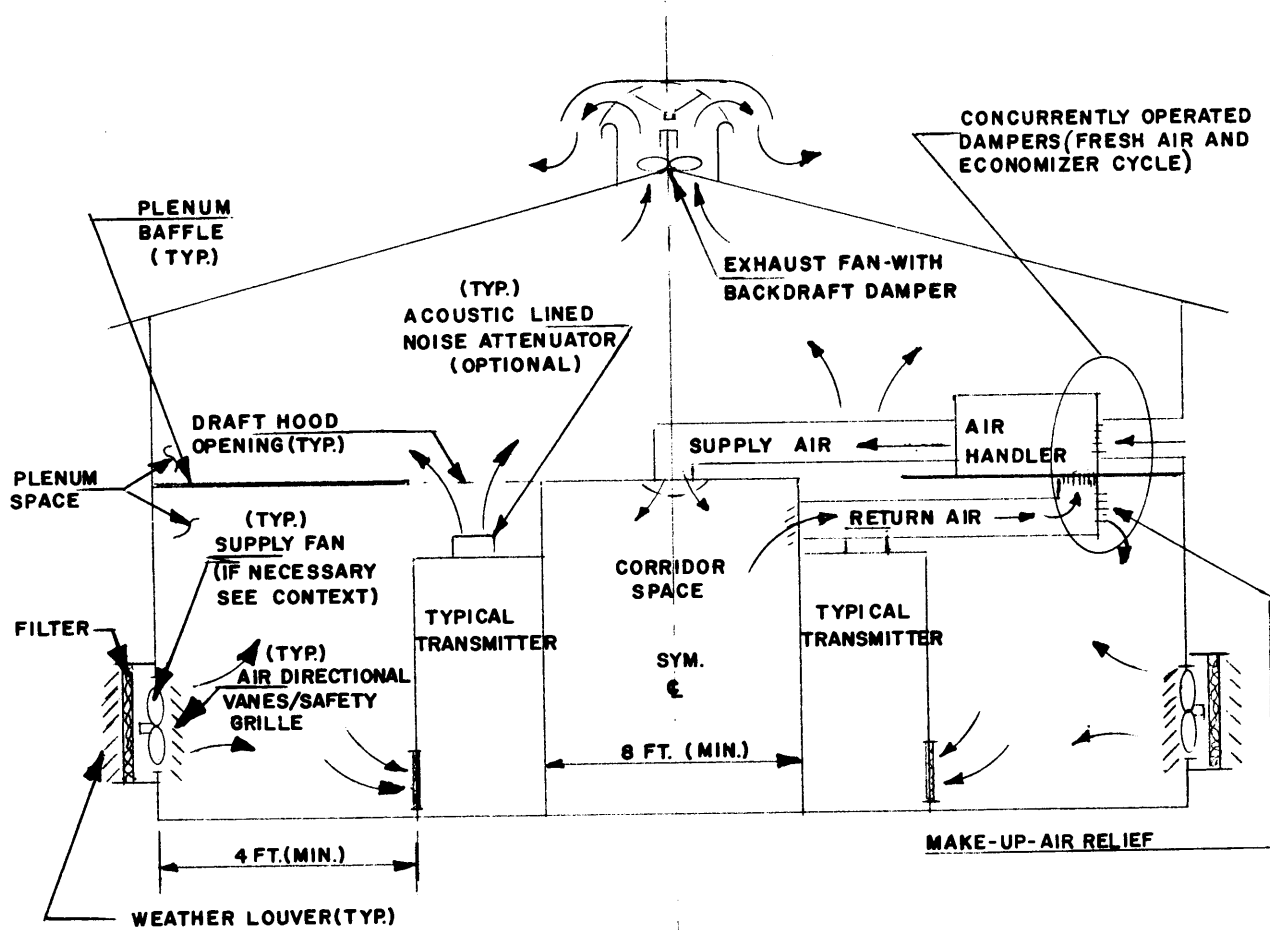 CONCURRENTLY OPERATED
DAMPERS(FRESH AIR AND
ECONOMIZER CYCLE)
PLENUM
BAFFLE
(TYP.)
EXHAUST FAN-WITH
BACKDRAFT DAMPER
(TYP.)
ACOUSTIC LINED
NOISE ATTENUATOR
(OPTIONAL)
DRAFT HOOD
OPENING(TYP.)
SUPPLY AIR
AIR
HANDLER
PLENUM
SPACE
(TYP.)
SUPPLY FAN
(IF NECESSARY
SEE CONTEXT)
RETURN AIR
CORRIDOR
SPACE
TYPICAL
TRANSMITTER
TYPICAL
TRANSMITTER
FILTER
(TYP.)
AIR DIRECTIONAL
VANES/SAFETY
GRILLE
SYM.
℄
8 FT. (MIN.)
4 FT.(MIN.)
MAKE-UP-AIR RELIEF
WEATHER LOUVER(TYP.)